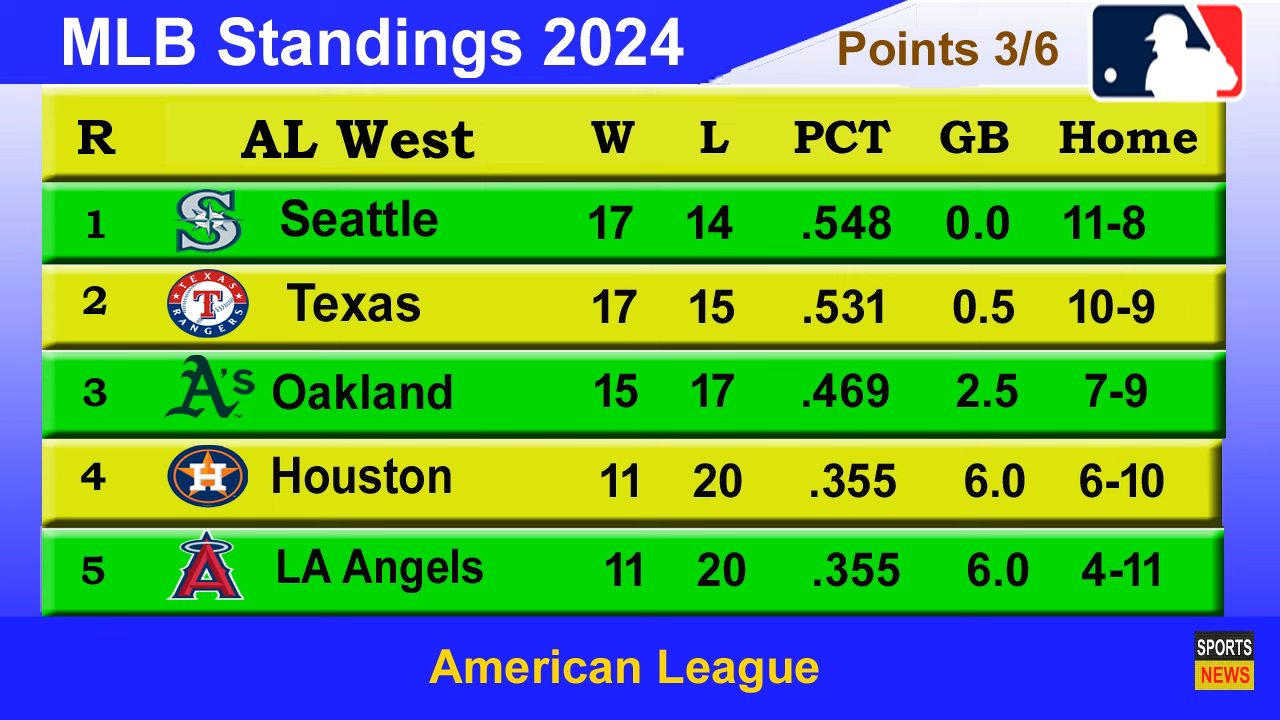 MLB Standings 2024 Points 3/6
R AL West W L PCT GB Home
1 S Seattle 17 14 .548 0.0 11-8
2 TEXAS T RANGERS Texas 17 15 .531 0.5 10-9
3 A's™ Oakland 15 17 .469 2.5 7-9
4 H Houston 11 20 .355 6.0 6-10
5 A LA Angels 11 20 .355 6.0 4-11
American League
SPORTS
NEWS